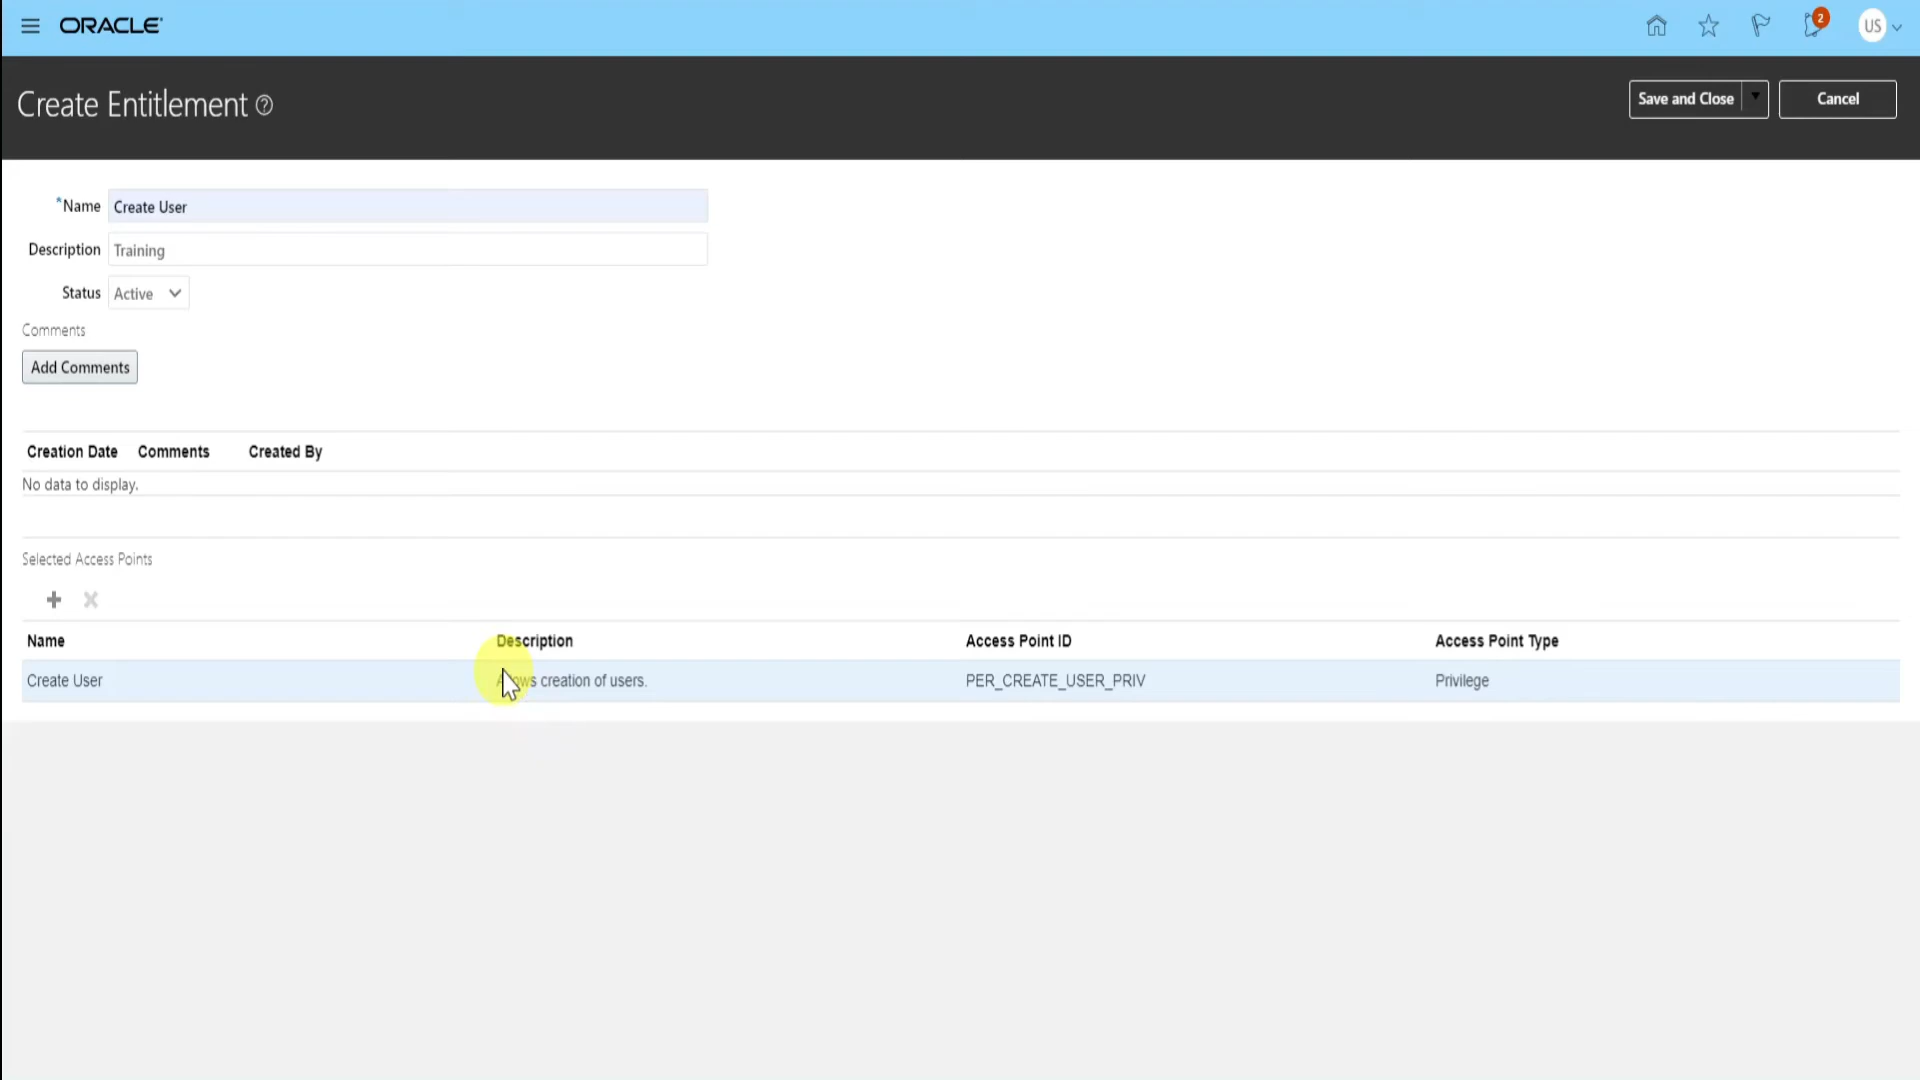 ORACLE
2
US
Create Entitlement ?
Save and Close
Cancel
*Name Create User
Description Training
Status Active
Comments
Add Comments
Creation Date Comments Created By
No data to display.
Selected Access Points
Name Description Access Point ID Access Point Type
Create User creation of users. PER_CREATE_USER_PRIV Privilege